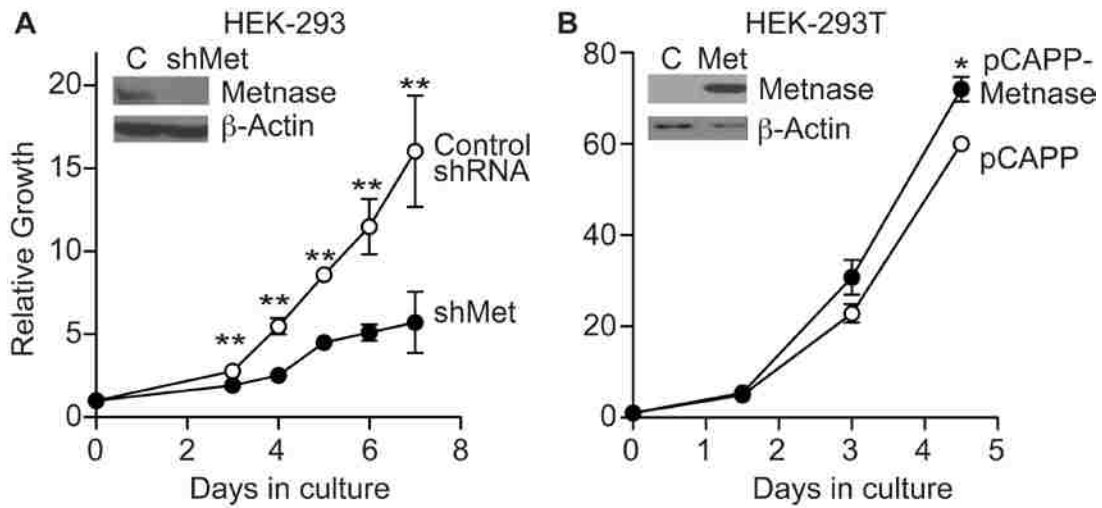 A HEK-293
C shMet
Metnase
β-Actin
**
**
**
**
**
Control
shRNA
shMet
Relative Growth
20
15
10
5
0
0 2 4 6 8
Days in culture
B HEK-293T
C Met
Metnase
β-Actin
*
pCAPP-
Metnase
pCAPP
80
60
40
20
0
0 1 2 3 4 5
Days in culture